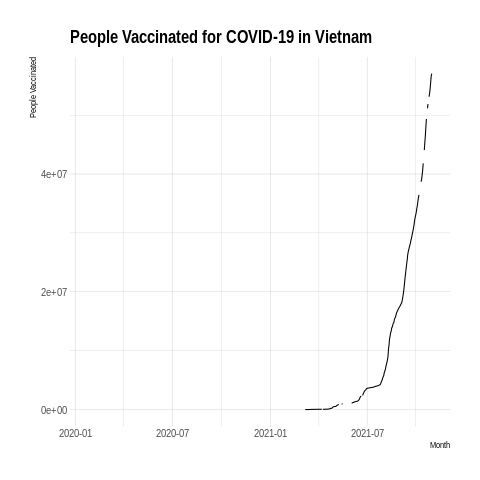 People Vaccinated for COVID-19 in Vietnam
People Vaccinated
4e+07
2e+07
0e+00
2020-01 2020-07 2021-01 2021-07
Month